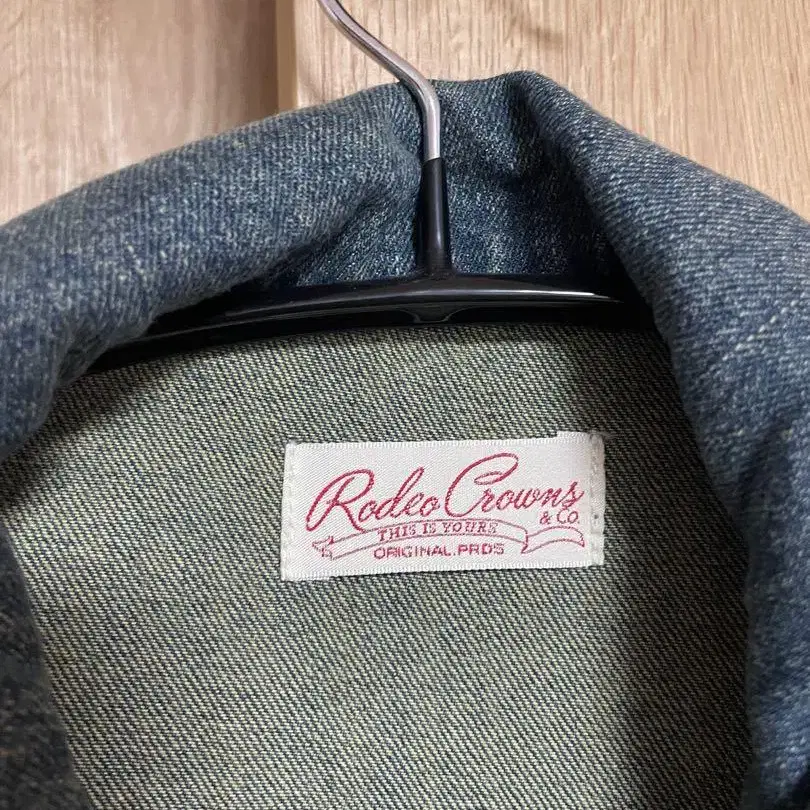 Rodeo Crowns
& Co.
THIS IS YOURS
ORIGINAL.PRDS